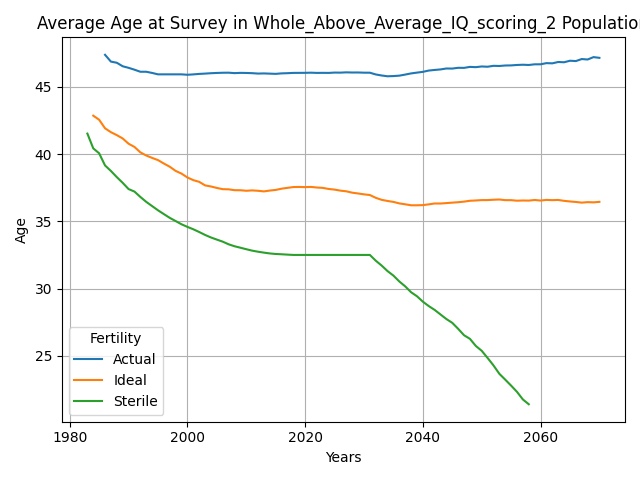 Average Age at Survey in Whole_Above_Average_IQ_scoring_2 Population
45
40
35
30
25
Age
Fertility
Actual
Ideal
Sterile
1980 2000 2020 2040 2060
Years